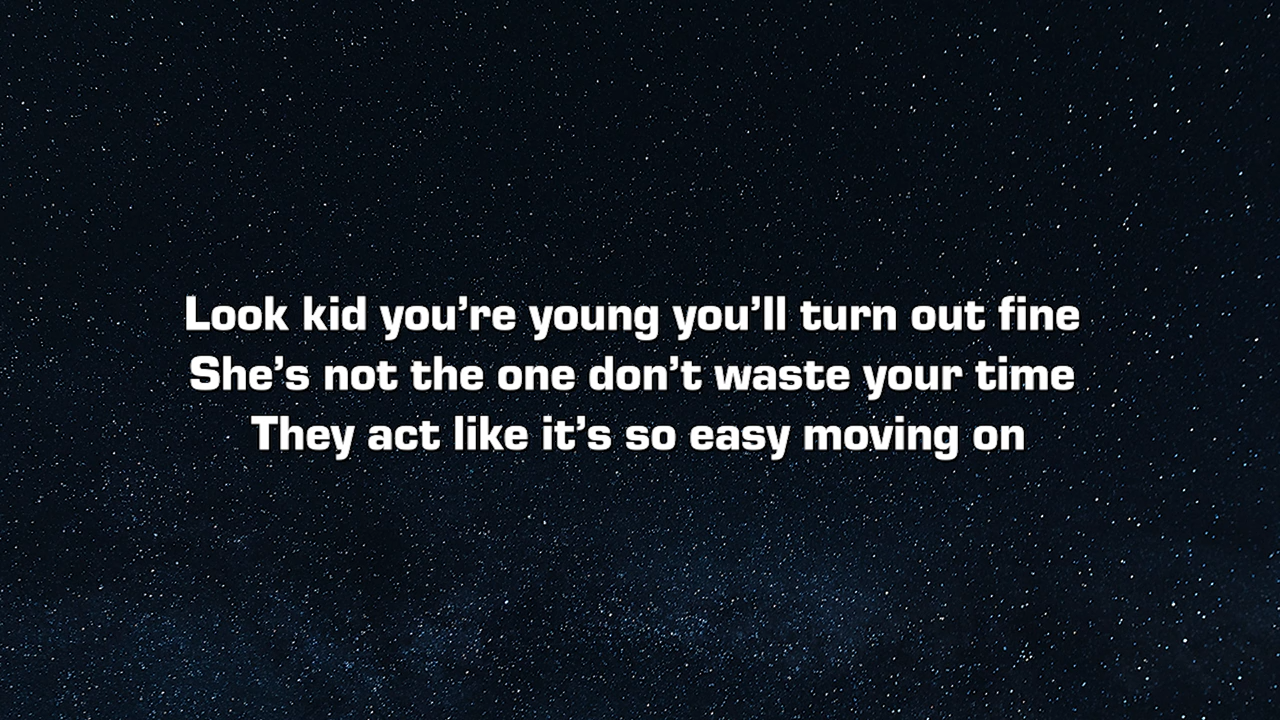 Look kid you’re young you’ll turn out fine
She’s not the one don’t waste your time
They act like it’s so easy moving on